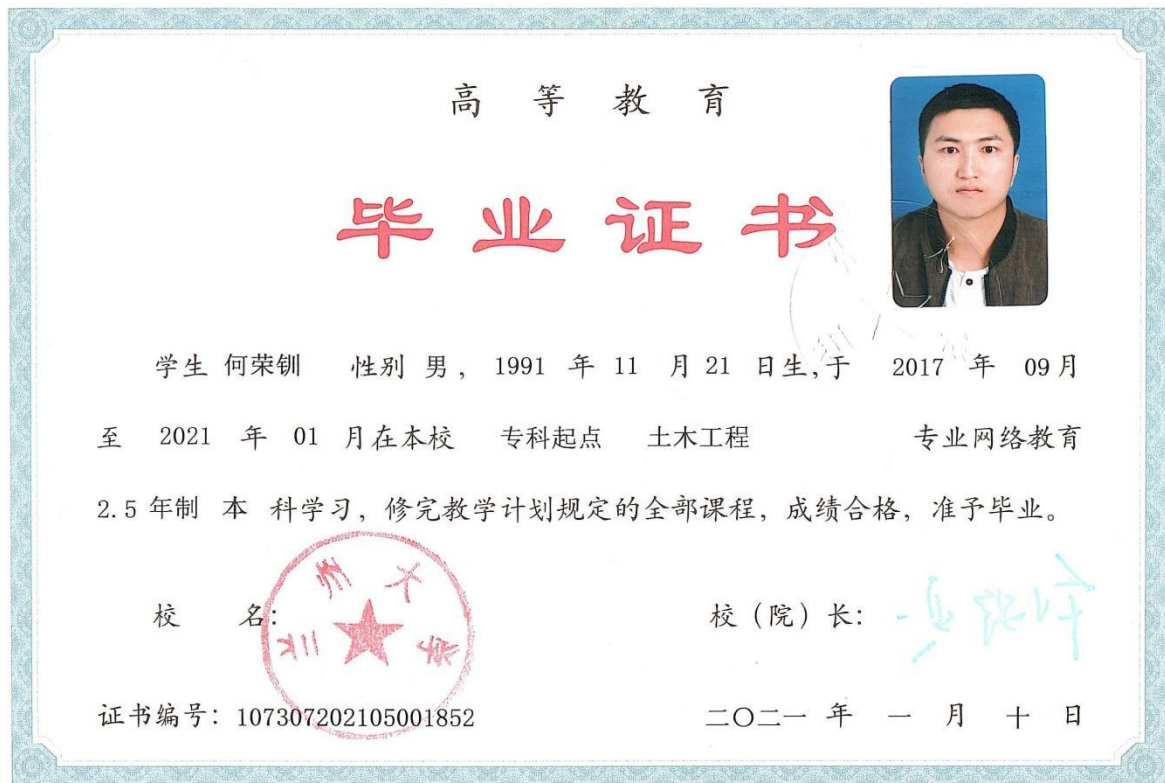 高等教育
毕业证书
学生 何荣钏 性别 男, 1991 年 11 月 21 日生,于 2017 年 09月
至 2021 年 01 月在本校 专科起点 土木工程 专业网络教育
2.5 年制 本 科学习，修完教学计划规定的全部课程，成绩合格，准予毕业。
校 名: 校（院）长:
大学
证书编号: 107307202105001852 二〇二一 年 一 月 十 日